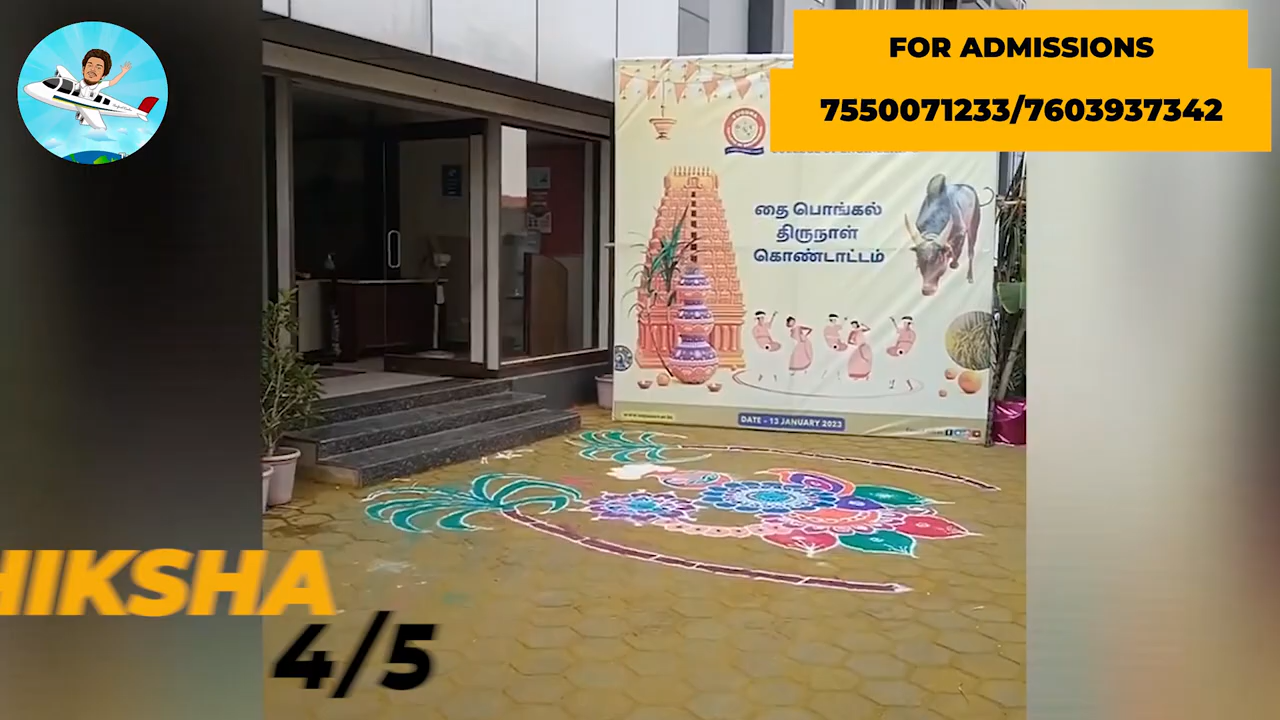 FOR ADMISSIONS
7550071233/7603937342
தை பொங்கல்
திருநாள்
கொண்டாட்டம்
DATE - 13 JANUARY 2023
HIKSHA
4/5